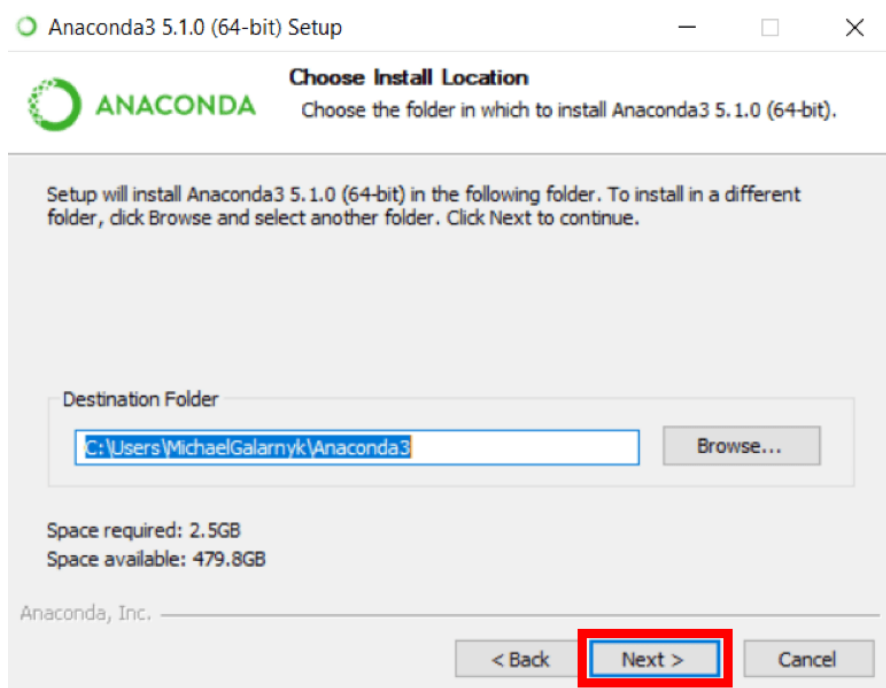 Anaconda3 5.1.0 (64-bit) Setup
Choose Install Location
ANACONDA
Choose the folder in which to install Anaconda3 5.1.0 (64-bit).
Setup will install Anaconda3 5.1.0 (64-bit) in the following folder. To install in a different
folder, click Browse and select another folder. Click Next to continue.
Destination Folder
C:\Users\MichaelGalarnyk\Anaconda3
Browse...
Space required: 2.5GB
Space available: 479.8GB
Anaconda, Inc.
< Back
Next >
Cancel